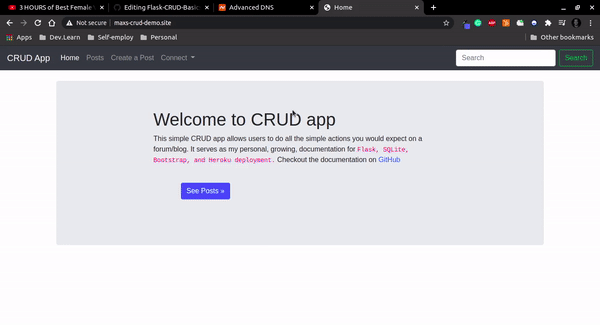 3 HOURS of Best Female
Editing Flask-CRUD-Basic
Advanced DNS
Home
Not secure
maxs-crud-demo.site
Apps
Dev.Learn
Self-employ
Personal
Other bookmarks
CRUD App
Home
Posts
Create a Post
Connect
Search
Search
Welcome to CRUD app
This simple CRUD app allows users to do all the simple actions you would expect on a
forum/blog. It serves as my personal, growing, documentation for Flask, SQLite,
Bootstrap, and Heroku deployment. Checkout the documentation on GitHub
See Posts »